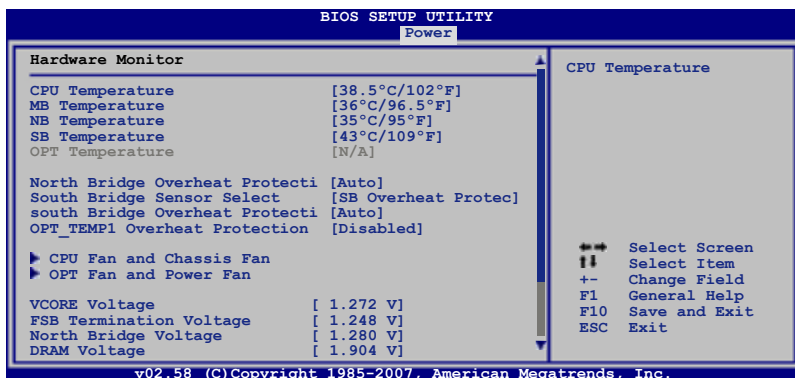 BIOS SETUP UTILITY
Power
Hardware Monitor
CPU Temperature [38.5°C/102°F]
MB Temperature [36°C/96.5°F]
NB Temperature [35°C/95°F]
SB Temperature [43°C/109°F]
OPT Temperature [N/A]
North Bridge Overheat Protecti [Auto]
South Bridge Sensor Select [SB Overheat Protec]
south Bridge Overheat Protecti [Auto]
OPT_TEMP1 Overheat Protection [Disabled]
CPU Fan and Chassis Fan
OPT Fan and Power Fan
VCORE Voltage [ 1.272 V]
FSB Termination Voltage [ 1.248 V]
North Bridge Voltage [ 1.280 V]
DRAM Voltage [ 1.904 V]
CPU Temperature
Select Screen
Select Item
+- Change Field
F1 General Help
F10 Save and Exit
ESC Exit
v02.58 (C)Copyright 1985-2007, American Megatrends, Inc.